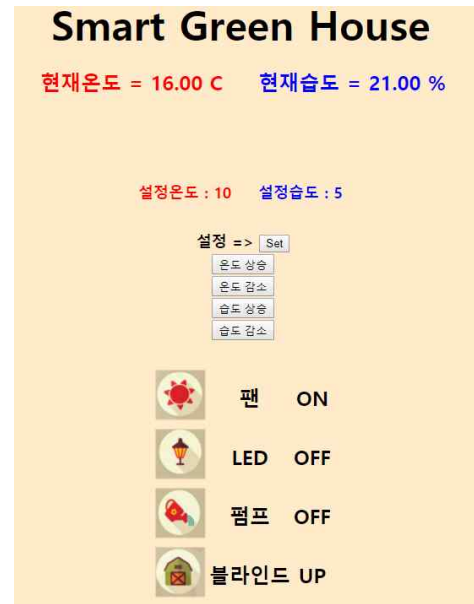 Smart Green House
현재온도 = 16.00 C 현재습도 = 21.00 %
설정온도 : 10 설정습도 : 5
설정 => Set
온도 상승
온도 감소
습도 상승
습도 감소
팬 ON
LED OFF
펌프 OFF
블라인드 UP